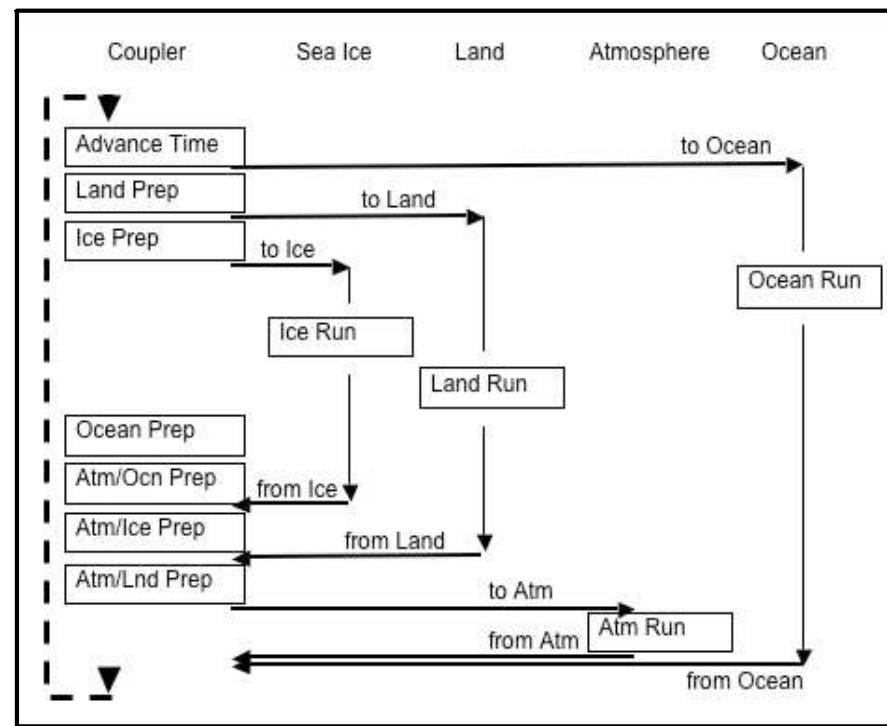 Coupler Sea Ice Land Atmosphere Ocean
Advance Time
to Ocean
Land Prep
to Land
Ice Prep
to Ice
Ocean Run
Ice Run
Land Run
Ocean Prep
Atm/Ocn Prep
from Ice
Atm/Ice Prep
from Land
Atm/Lnd Prep
to Atm
Atm Run
from Atm
from Ocean